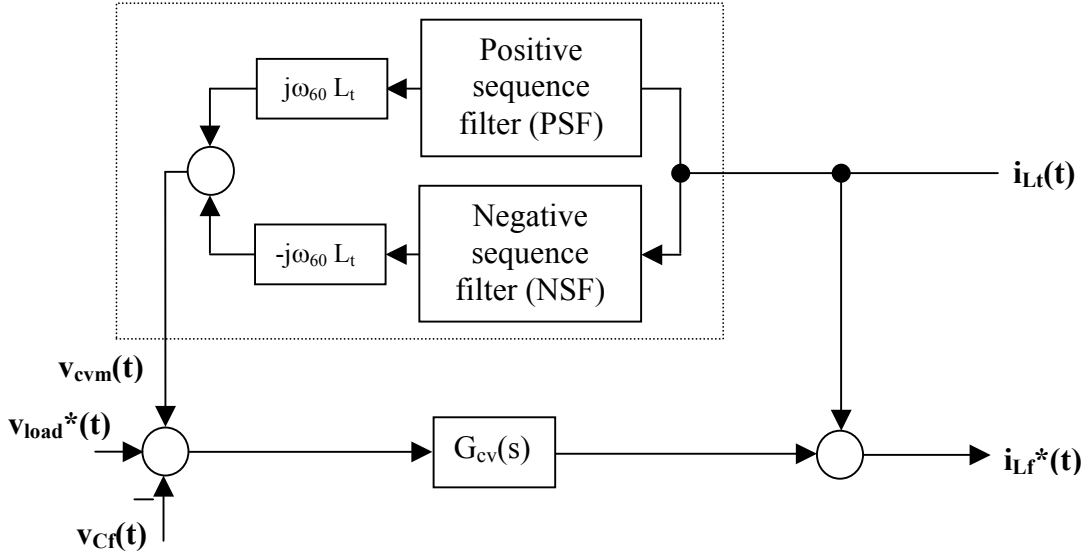 Positive
sequence
filter (PSF)
jω60 Lt
iLt(t)
Negative
sequence
filter (NSF)
-jω60 Lt
vcvm(t)
vload*(t)
Gcv(s)
iLf*(t)
−
vCf(t)